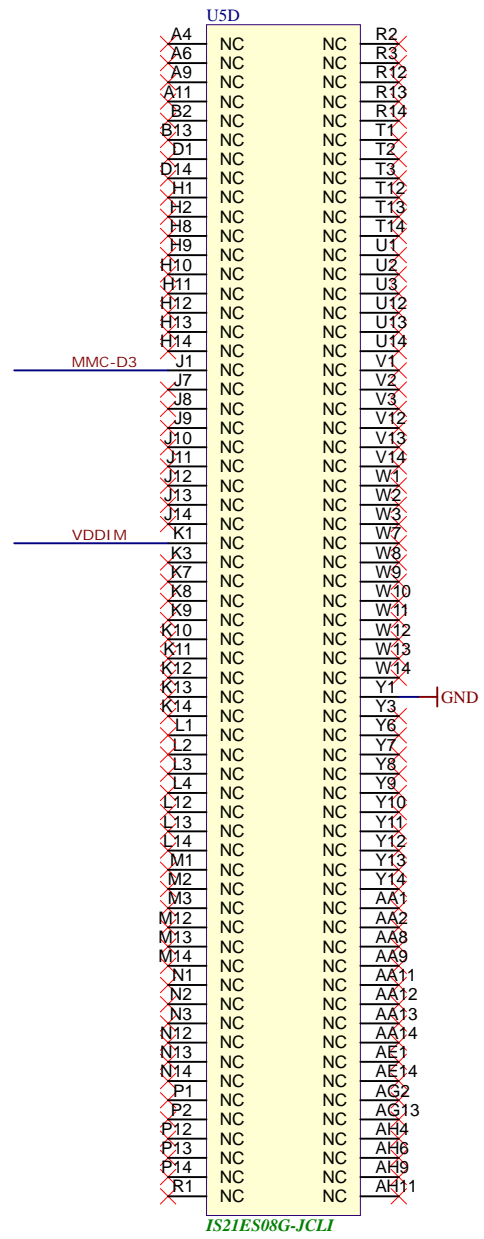 U5D
A4 NC NC R2
A6 NC NC R3
A9 NC NC R12
A11 NC NC R13
B2 NC NC R14
B13 NC NC T1
D1 NC NC T2
D14 NC NC T3
H1 NC NC T12
H2 NC NC T13
H8 NC NC T14
H9 NC NC U1
H10 NC NC U2
H11 NC NC U3
H12 NC NC U12
H13 NC NC U13
H14 NC NC U14
MMC-D3 J1 NC NC V1
J7 NC NC V2
J8 NC NC V3
J9 NC NC V12
J10 NC NC V13
J11 NC NC V14
J12 NC NC W1
J13 NC NC W2
J14 NC NC W3
VDDIM K1 NC NC W7
K3 NC NC W8
K7 NC NC W9
K8 NC NC W10
K9 NC NC W11
K10 NC NC W12
K11 NC NC W13
K12 NC NC W14
K13 NC NC Y1 GND
K14 NC NC Y3
L1 NC NC Y6
L2 NC NC Y7
L3 NC NC Y8
L4 NC NC Y9
L12 NC NC Y10
L13 NC NC Y11
L14 NC NC Y12
M1 NC NC Y13
M2 NC NC Y14
M3 NC NC AA1
M12 NC NC AA2
M13 NC NC AA8
M14 NC NC AA9
N1 NC NC AA11
N2 NC NC AA12
N3 NC NC AA13
N12 NC NC AA14
N13 NC NC AE1
N14 NC NC AE14
P1 NC NC AG2
P2 NC NC AG13
P12 NC NC AH4
P13 NC NC AH6
P14 NC NC AH9
R1 NC NC AH11
IS21ES08G-JCLI